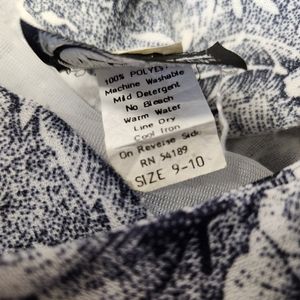 100% POLYES
Machine Washable
Mild Detergent
No Bleach
Warm Water
Line Dry
Cool Iron
On Reverse Side
RN 54189
SIZE 9-10